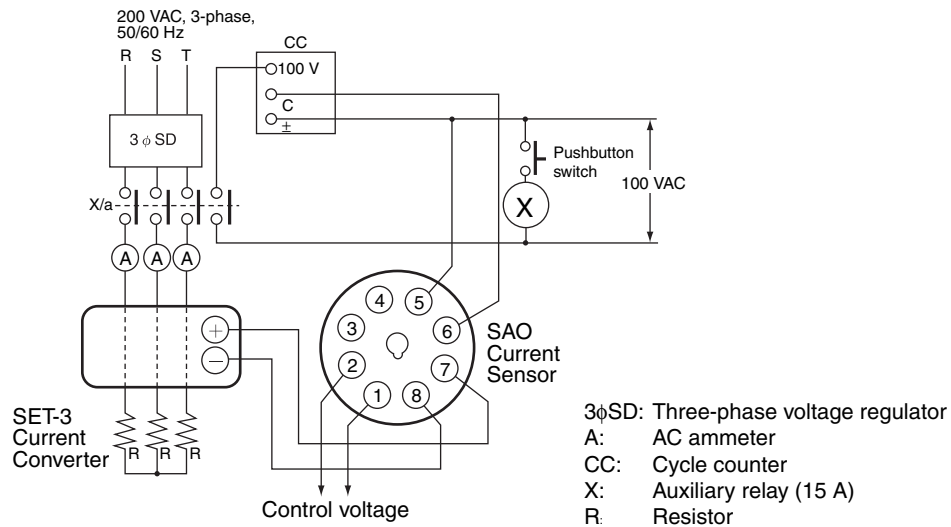 200 VAC, 3-phase,
50/60 Hz
R S T
CC
100 V
C
±
3 ϕ SD
Pushbutton
switch
100 VAC
X/a
X
A A A
4 5
3 6
2 7
1 8
+
−
SAO
Current
Sensor
SET-3
Current
Converter
R R R
Control voltage
3ϕSD: Three-phase voltage regulator
A: AC ammeter
CC: Cycle counter
X: Auxiliary relay (15 A)
R: Resistor